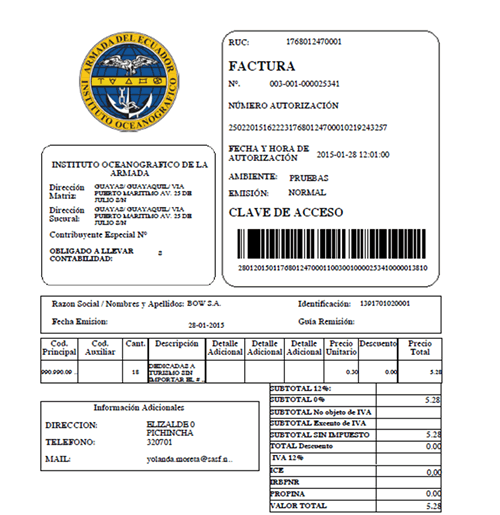 ARMADA DEL ECUADOR
INSTITUTO OCEANOGRAFICO
RUC: 1768012470001
FACTURA
Nº. 003-001-000025341
NÚMERO AUTORIZACIÓN
2502201516222317680124700010219243257
FECHA Y HORA DE
AUTORIZACIÓN 2015-01-28 12:01:00
AMBIENTE: PRUEBAS
EMISIÓN: NORMAL
CLAVE DE ACCESO
2801201501176801247000110030010000253410000013810
INSTITUTO OCEANOGRAFICO DE LA
ARMADA
Dirección Matriz: GUAYAS/ GUAYAQUIL/ VIA
PUERTO MARITIMO AV. 25 DE
JULIO S/N
Dirección Sucural: GUAYAS/ GUAYAQUIL/ VIA
PUERTO MARITIMO AV. 25 DE
JULIO S/N
Contribuyente Especial Nº
OBLIGADO A LLEVAR
CONTABILIDAD:
Razon Social / Nombres y Apellidos: BOW S.A. Identificación: 1391701020001
Fecha Emision: 28-01-2015 Guia Remisión:
Cod. Principal Cod. Auxiliar Cant. Descripción Detalle Adicional Detalle Adicional Detalle Adicional Precio Unitario Descuento Precio Total
990.990.09 .. 18 DEDICADAS A 0.30 0.00 5.28
TURISMO SIN
IMPORTAR EL #..
SUBTOTAL 12%:
SUBTOTAL 0% 5.28
SUBTOTAL No objeto de IVA
SUBTOTAL Excento de IVA
SUBTOTAL SIN IMPUESTO 5.28
TOTAL Descuento 0.00
IVA 12%
ICE 0.00
IRBPNR
PROPINA 0.00
VALOR TOTAL 5.28
Información Adicionales
DIRECCION: ELIZALDE 0
PICHINCHA
TELEFONO: 320701
MAIL: yolanda.moreta@sasf.n...